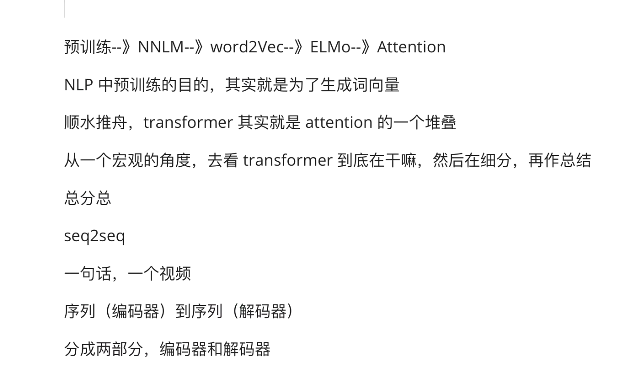 预训练--》NNLM--》word2Vec--》ELMo--》Attention
NLP 中预训练的目的，其实就是为了生成词向量
顺水推舟，transformer 其实就是 attention 的一个堆叠
从一个宏观的角度，去看 transformer 到底在干嘛，然后在细分，再作总结
总分总
seq2seq
一句话，一个视频
序列（编码器）到序列（解码器）
分成两部分，编码器和解码器